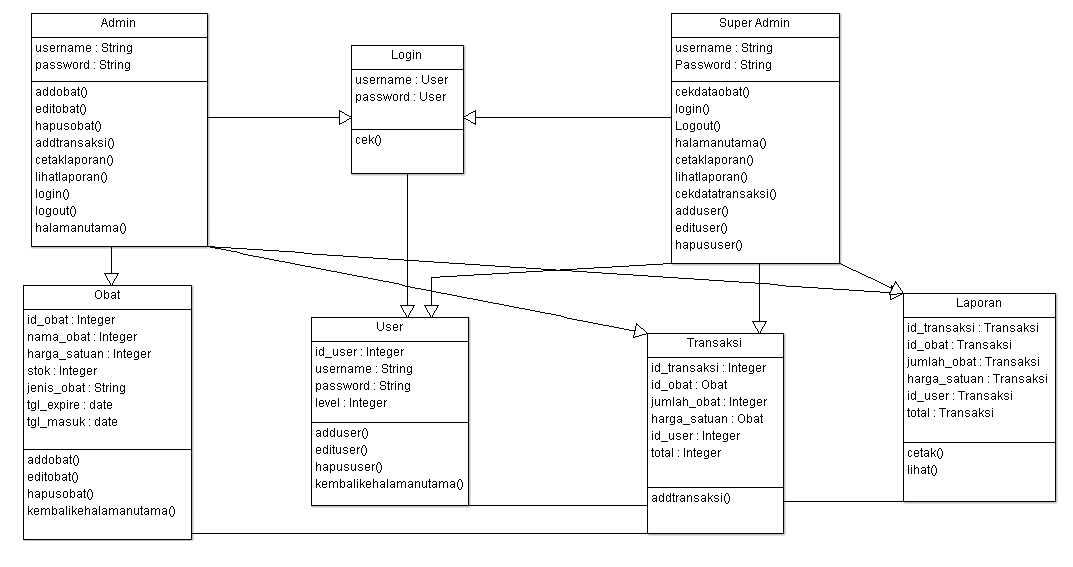 Admin
username : String
password : String
addobat()
editobat()
hapusobat()
addtransaksi()
cetaklaporan()
lihatlaporan()
login()
logout()
halamanutama()
Login
username : User
password : User
cek()
Super Admin
username : String
Password : String
cekdataobat()
login()
Logout()
halamanutama()
cetaklaporan()
lihatlaporan()
cekdatatransaksi()
adduser()
edituser()
hapususer()
Obat
id_obat : Integer
nama_obat : Integer
harga_satuan : Integer
stok : Integer
jenis_obat : String
tgl_expire : date
tgl_masuk : date
addobat()
editobat()
hapusobat()
kembalikehalamanutama()
User
id_user : Integer
username : String
password : String
level : Integer
adduser()
edituser()
hapususer()
kembalikehalamanutama()
Transaksi
id_transaksi : Integer
id_obat : Obat
jumlah_obat : Integer
harga_satuan : Obat
id_user : Integer
total : Integer
addtransaksi()
Laporan
id_transaksi : Transaksi
id_obat : Transaksi
jumlah_obat : Transaksi
harga_satuan : Transaksi
id_user : Transaksi
total : Transaksi
cetak()
lihat()